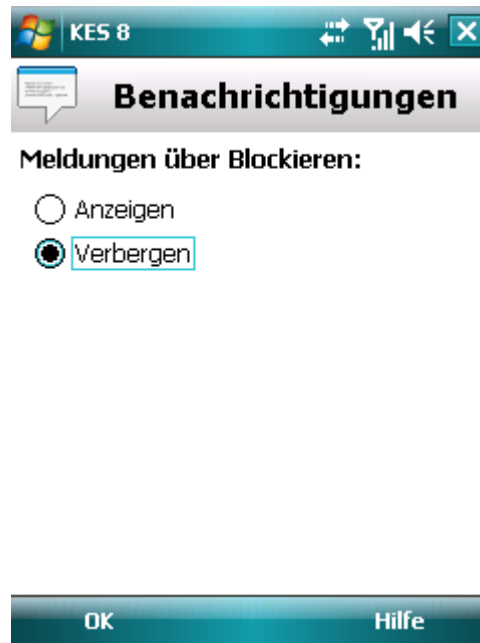 KES 8
Benachrichtigungen
Meldungen über Blockieren:
Anzeigen
Verbergen
OK Hilfe